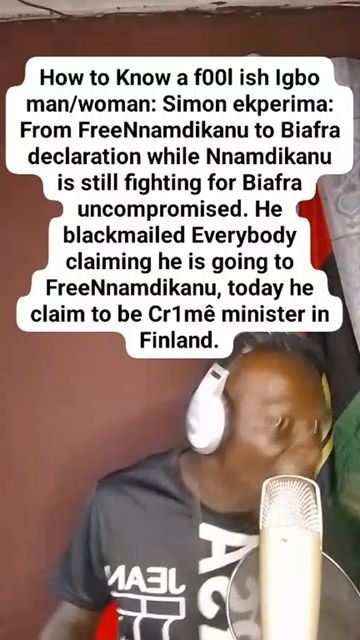 How to Know a f00l ish Igbo
man/woman: Simon ekperima:
From FreeNnamdikanu to Biafra
declaration while Nnamdikanu
is still fighting for Biafra
uncompromised. He
blackmailed Everybody
claiming he is going to
FreeNnamdikanu, today he
claim to be Cr1mê minister in
Finland.
JEAN